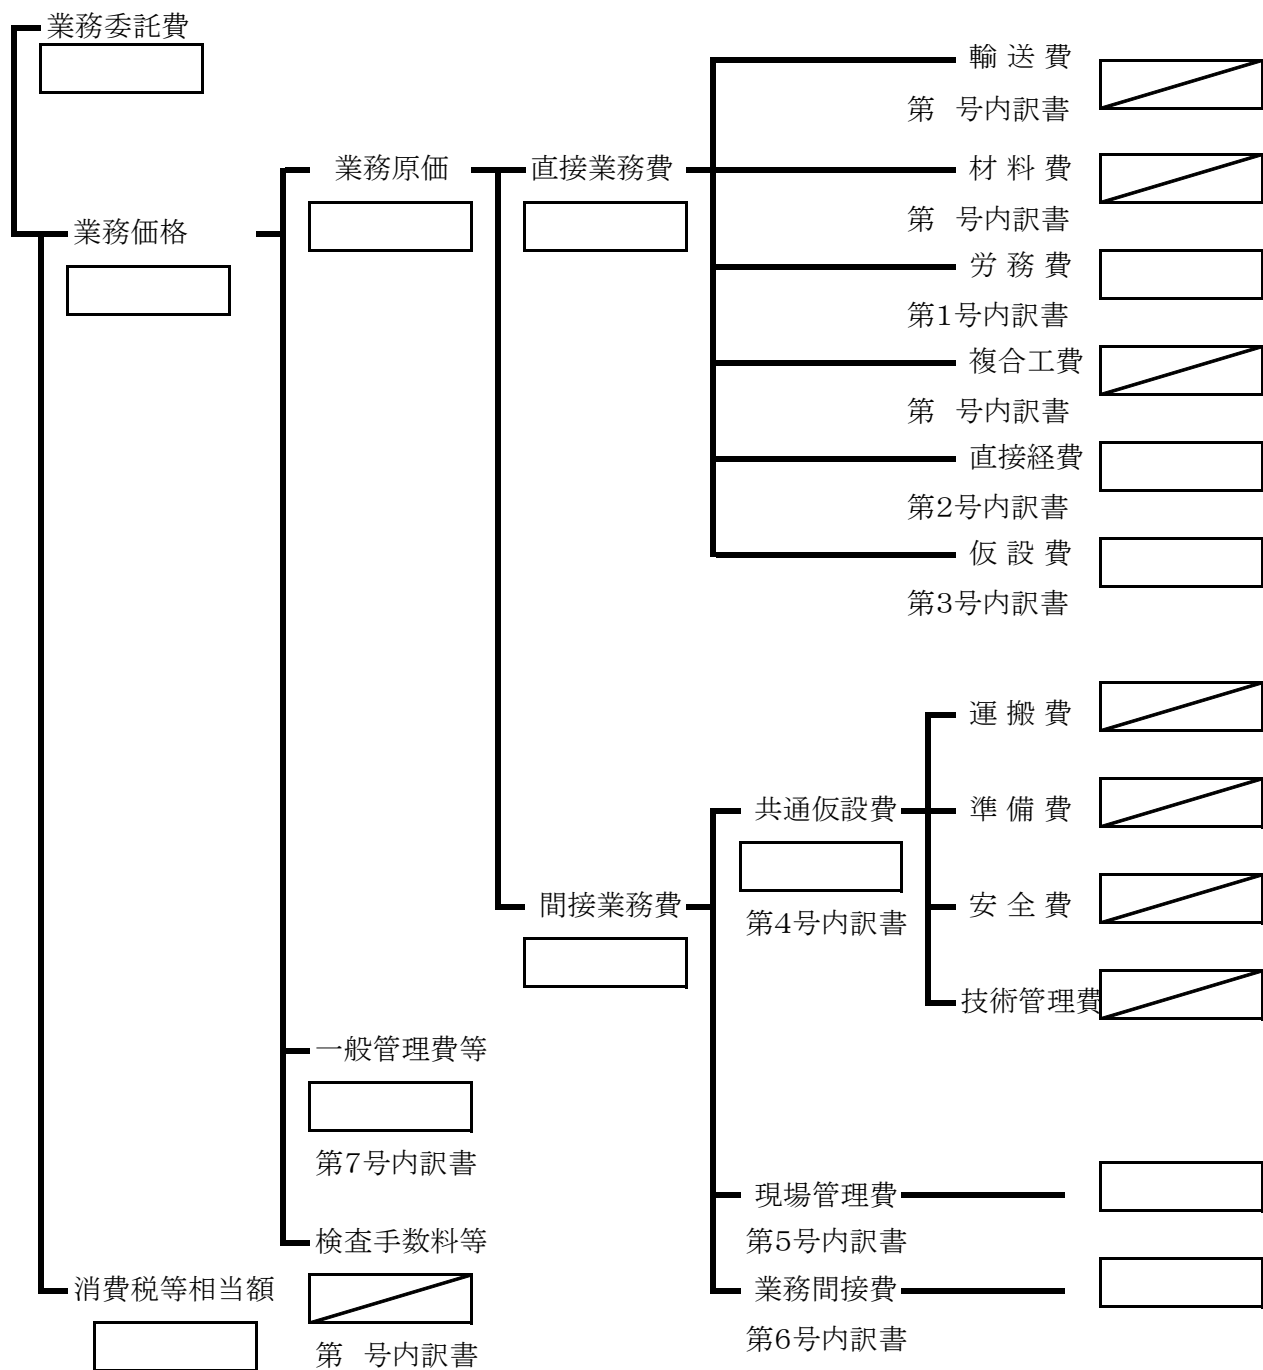 業務委託費
輸 送 費
第　号内訳書
業務原価
直接業務費
材 料 費
第　号内訳書
業務価格
労 務 費
第1号内訳書
複合工費
第　号内訳書
直接経費
第2号内訳書
仮 設 費
第3号内訳書
運 搬 費
共通仮設費
準 備 費
間接業務費
安 全 費
第4号内訳書
技術管理費
一般管理費等
第7号内訳書
現場管理費
第5号内訳書
検査手数料等
消費税等相当額
業務間接費
第6号内訳書
第　号内訳書